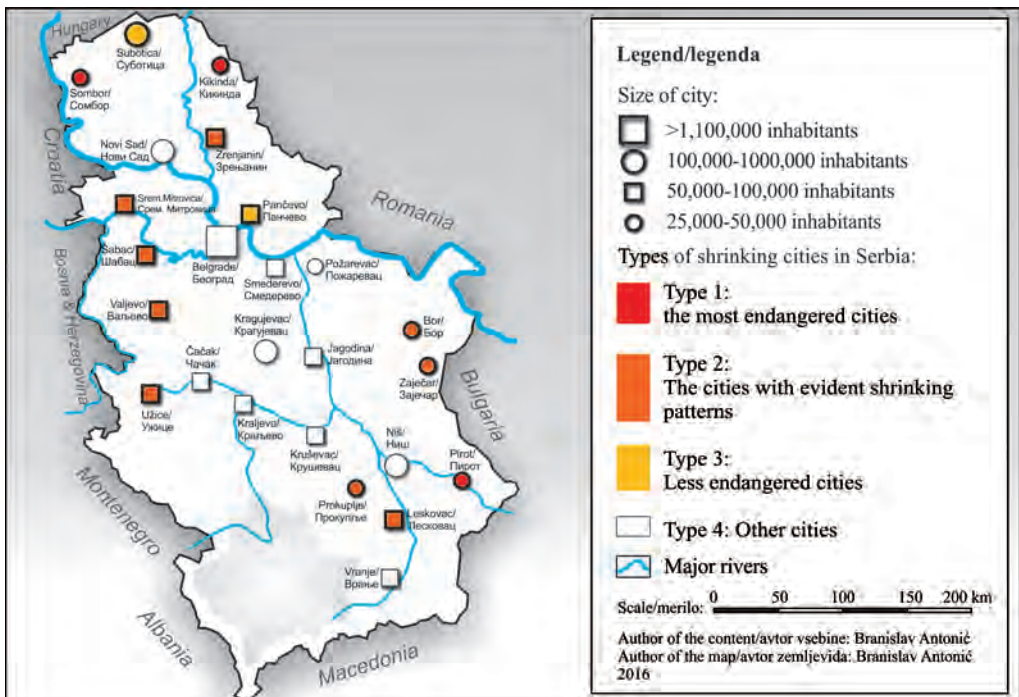 Hungary
Subotica/
Суботица
Sombor/
Сомбор
Kikinda/
Кикинда
Croatia
Novi Sad/
Нови Сад
Zrenjanin/
Зрењанин
Srem.Mitrovica/
Срем. Митровица
Pančevo/
Панчево
Romania
Bosnia & Herzegovina
Šabac/
Шабац
Belgrade/
Београд
Smederevo/
Смедерево
Požarevac/
Пожаревац
Valjevo/
Ваљево
Kragujevac/
Крагујевац
Bor/
Бор
Jagodina/
Јагодина
Čačak/
Чачак
Zaječar/
Зајечар
Bulgaria
Užice/
Ужице
Kraljevo/
Краљево
Kruševac/
Крушевац
Niš/
Ниш
Pirot/
Пирот
Montenegro
Prokuplje/
Прокупље
Leskovac/
Лесковац
Vranje/
Врање
Albania
Macedonia
Legend/legenda
Size of city:
>1,100,000 inhabitants
100,000-1000,000 inhabitants
50,000-100,000 inhabitants
25,000-50,000 inhabitants
Types of shrinking cities in Serbia:
Type 1:
the most endangered cities
Type 2:
The cities with evident shrinking
patterns
Type 3:
Less endangered cities
Type 4: Other cities
Major rivers
Scale/merilo: 0 50 100 150 200 km
Author of the content/avtor vsebine: Branislav Antonić
Author of the map/avtor zemljevida: Branislav Antonić
2016